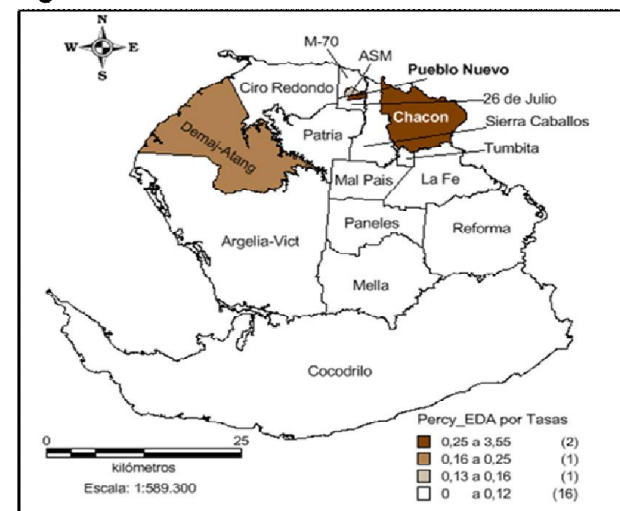 N
W E
S
M-70
ASM
Pueblo Nuevo
Ciro Redondo
26 de Julio
Chacon
Sierra Caballos
Demaj-Atang
Patria
Tumbita
Mal Pais
La Fe
Paneles
Reforma
Argelia-Vict
Mella
Cocodrilo
Percy_EDA por Tasas
0,25 a 3,55 (2)
0,16 a 0,25 (1)
0,13 a 0,16 (1)
0 a 0,12 (16)
0 25
kilómetros
Escala: 1:589.300